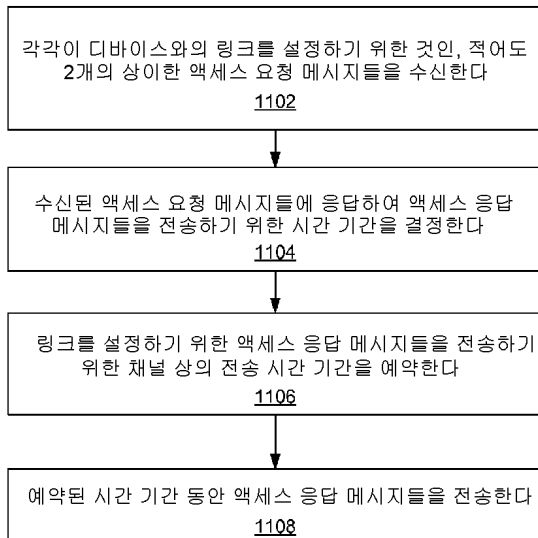 각각이 디바이스와의 링크를 설정하기 위한 것인, 적어도
2개의 상이한 액세스 요청 메시지들을 수신한다
1102
수신된 액세스 요청 메시지들에 응답하여 액세스 응답
메시지들을 전송하기 위한 시간 기간을 결정한다
1104
링크를 설정하기 위한 액세스 응답 메시지들을 전송하기
위한 채널 상의 전송 시간 기간을 예약한다
1106
예약된 시간 기간 동안 액세스 응답 메시지들을 전송한다
1108